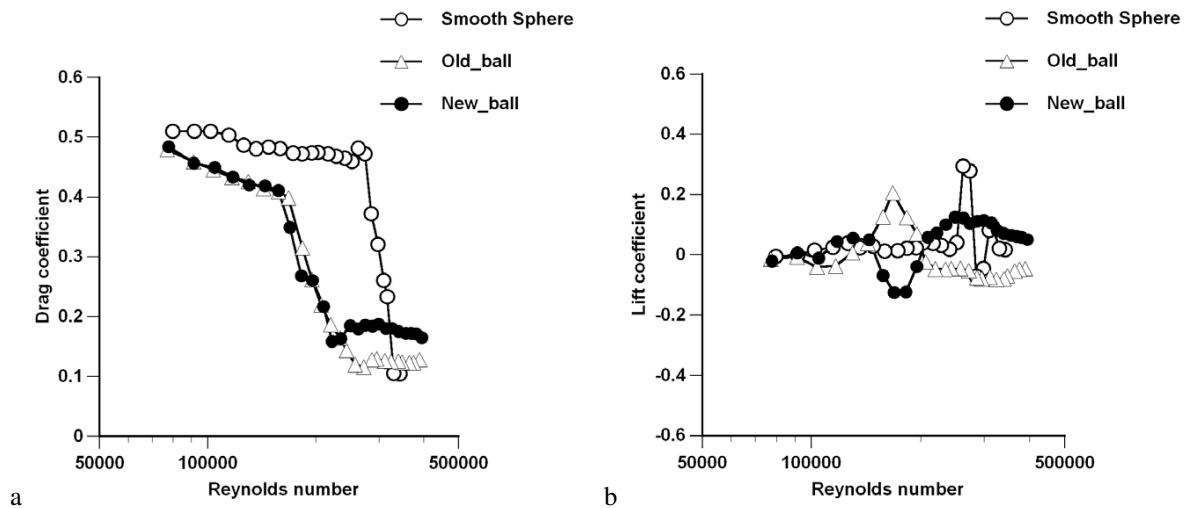 Smooth Sphere
Old_ball
New_ball
0.6
0.5
0.4
0.3
0.2
0.1
0
Drag coefficient
50000
100000
500000
Reynolds number
a
Smooth Sphere
Old_ball
New_ball
0.6
0.4
0.2
0
-0.2
-0.4
-0.6
Lift coefficient
50000
100000
500000
Reynolds number
b